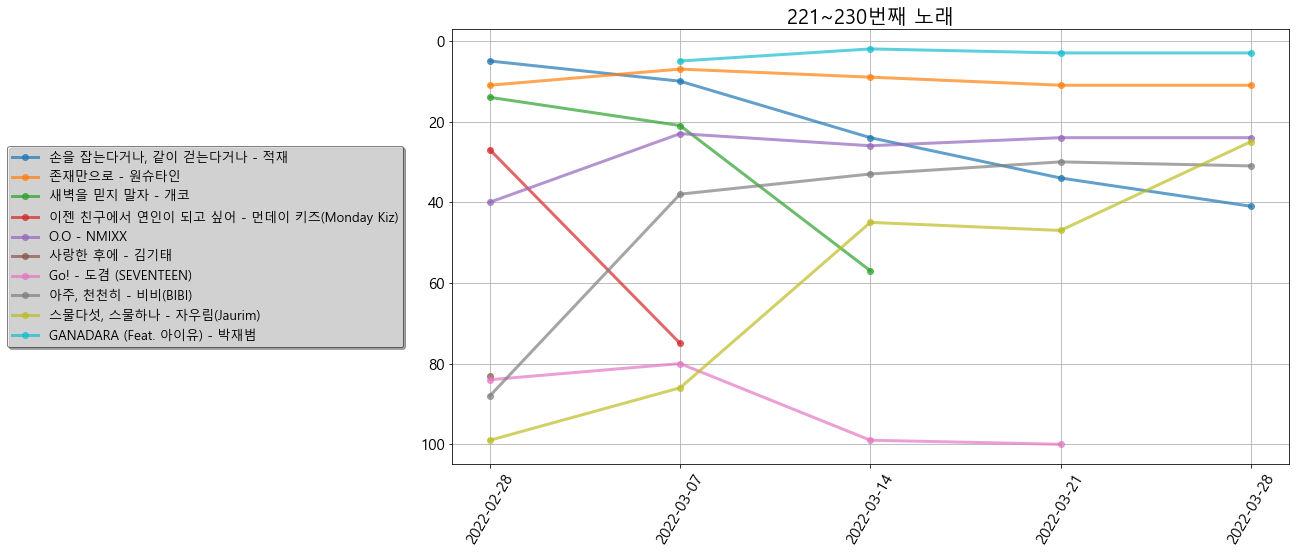 221~230번째 노래
손을 잡는다거나, 같이 걷는다거나 - 적재
존재만으로 - 원슈타인
새벽을 믿지 말자 - 개코
이젠 친구에서 연인이 되고 싶어 - 먼데이 키즈(Monday Kiz)
O.O - NMIXX
사랑한 후에 - 김기태
Go! - 도겸 (SEVENTEEN)
아주, 천천히 - 비비(BIBI)
스물다섯, 스물하나 - 자우림(Jaurim)
GANADARA (Feat. 아이유) - 박재범
0
20
40
60
80
100
2022-02-28
2022-03-07
2022-03-14
2022-03-21
2022-03-28